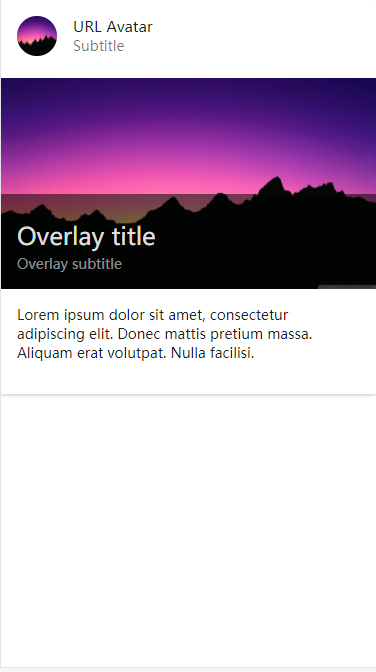 URL Avatar
Subtitle
Overlay title
Overlay subtitle
Lorem ipsum dolor sit amet, consectetur
adipiscing elit. Donec mattis pretium massa.
Aliquam erat volutpat. Nulla facilisi.